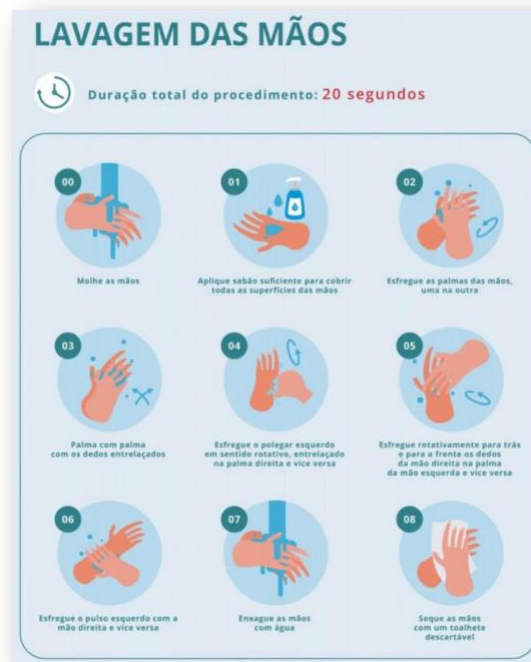 LAVAGEM DAS MÃOS
Duração total do procedimento: 20 segundos
00
Molhe as mãos
01
Aplique sabão suficiente para cobrir
todas as superfícies das mãos
02
Esfregue as palmas das mãos,
uma na outra
03
Palma com palma
com os dedos entrelaçados
04
Esfregue o polegar esquerdo
em sentido rotativo, entrelaçado
na palma direita e vice versa
05
Esfregue rotativamente para trás
e para a frente os dedos
da mão direita na palma
da mão esquerda e vice versa
06
Esfregue o pulso esquerdo com a
mão direita e vice versa
07
Enxague as mãos
com água
08
Seque as mãos
com um toalhete
descartável